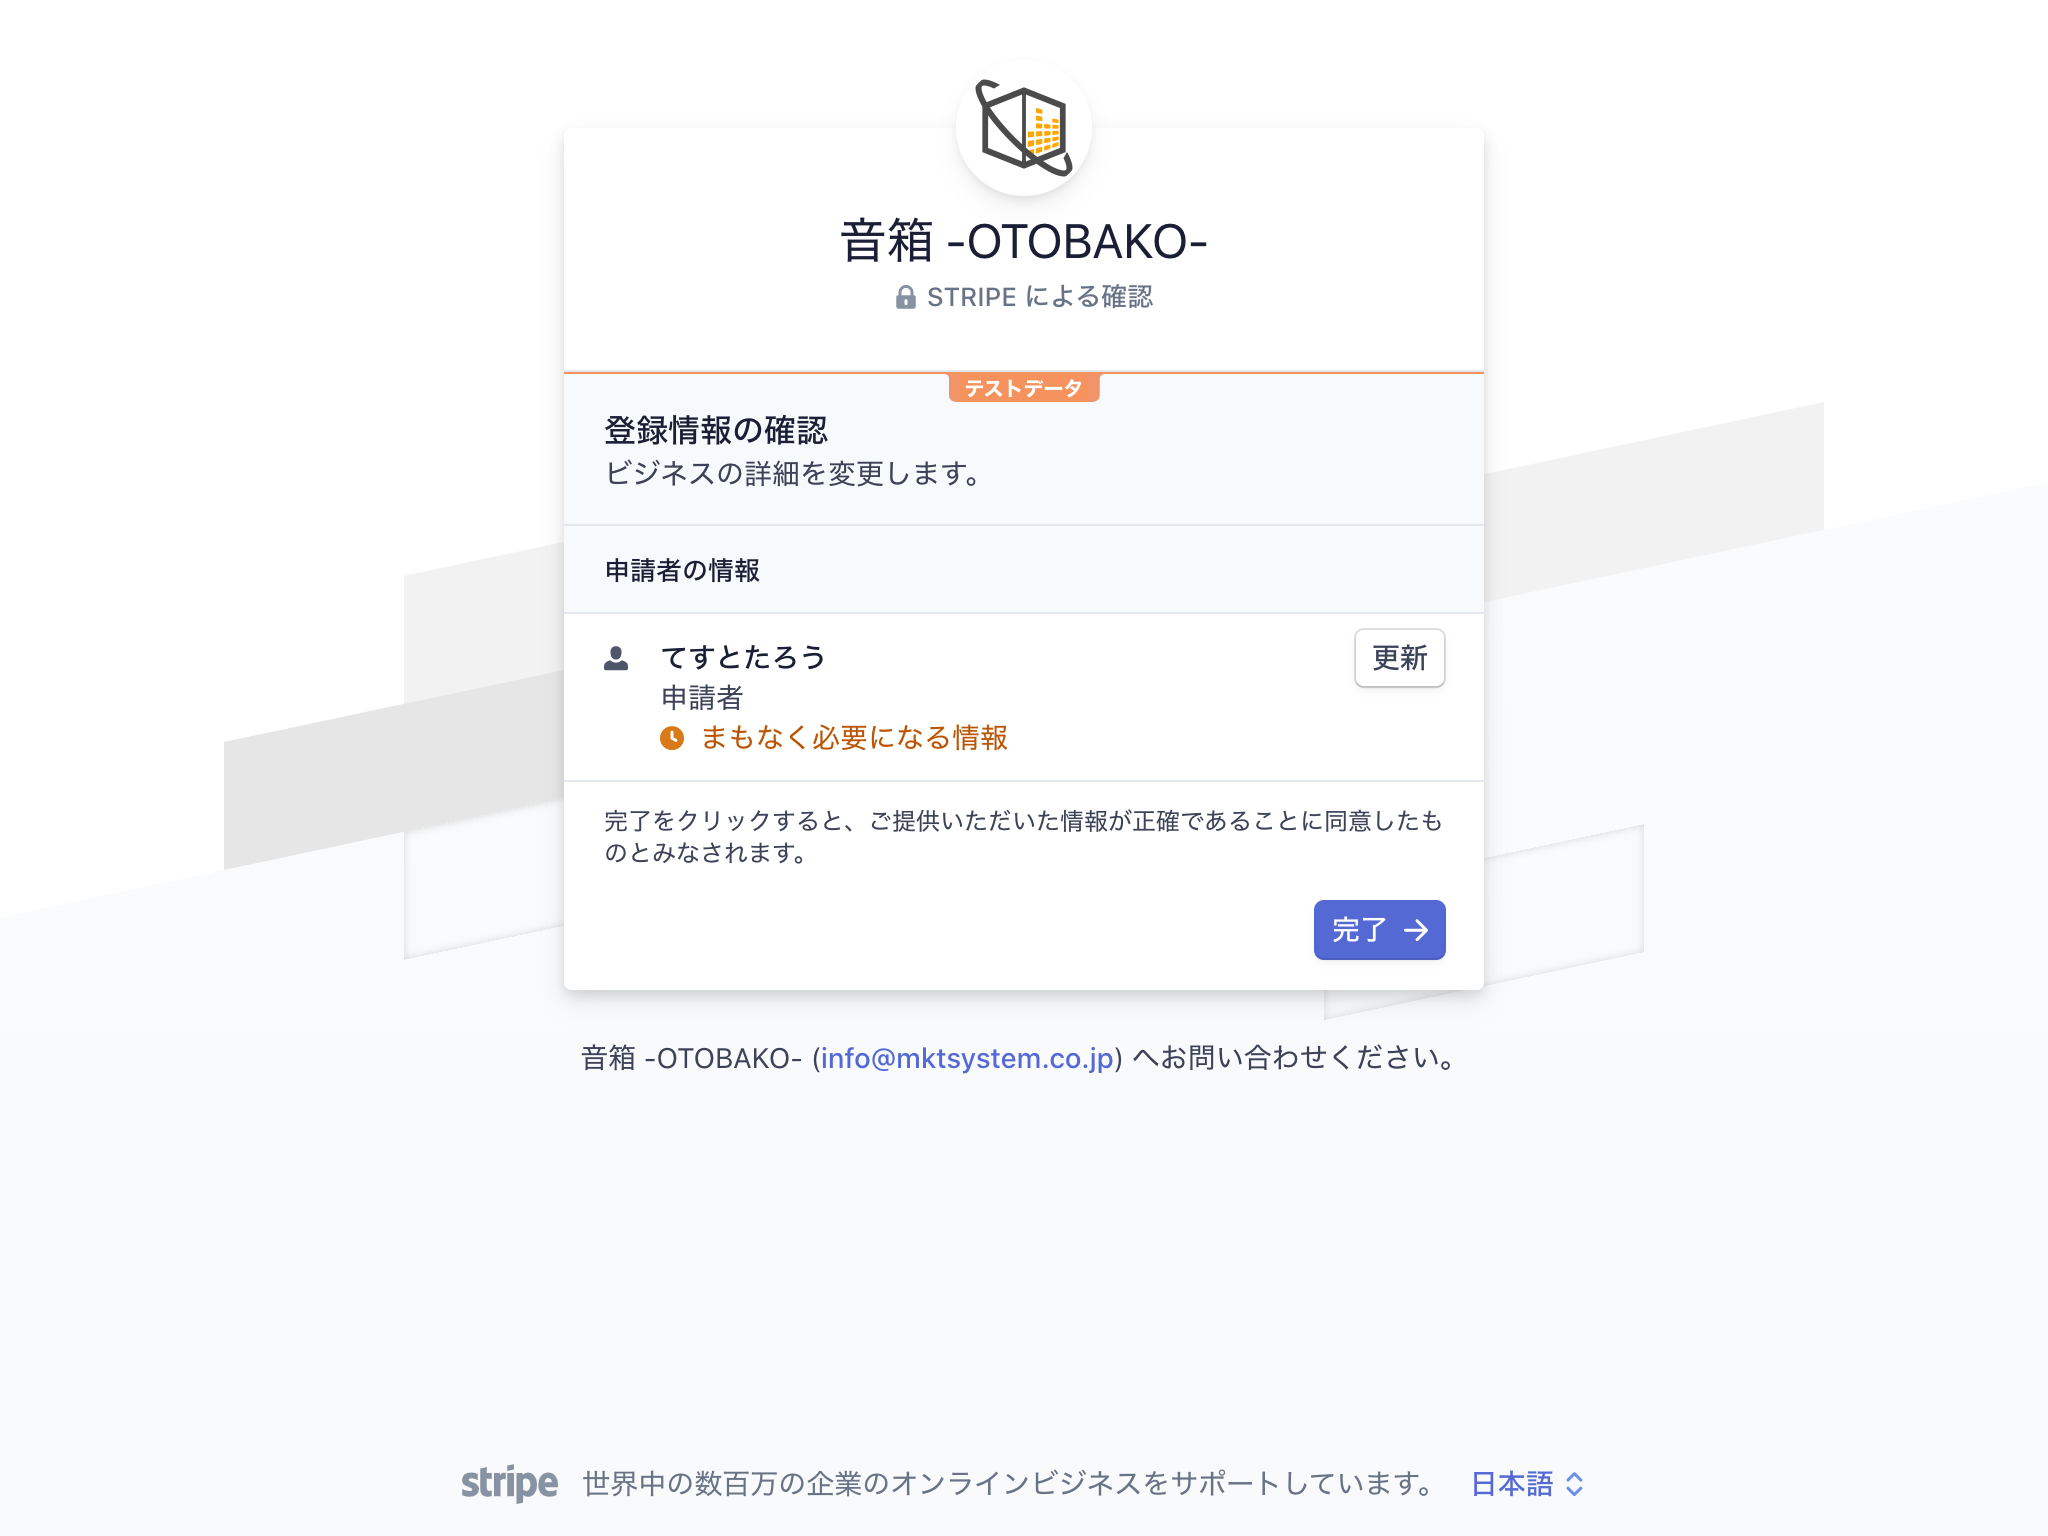 音箱 -OTOBAKO-
STRIPE による確認
テストデータ
登録情報の確認
ビジネスの詳細を変更します。
申請者の情報
てすとたろう
更新
申請者
まもなく必要になる情報
完了をクリックすると、ご提供いただいた情報が正確であることに同意したも
のとみなされます。
完了
音箱 -OTOBAKO- (info@mktsystem.co.jp) へお問い合わせください。
stripe 世界中の数百万の企業のオンラインビジネスをサポートしています。 日本語